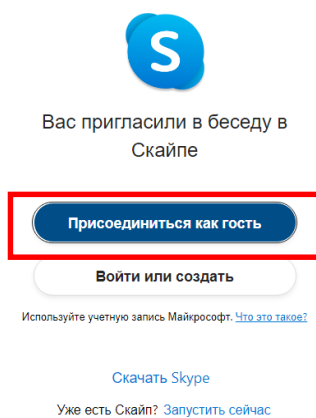 S
Вас пригласили в беседу в
Скайпе
Присоединиться как гость
Войти или создать
Используйте учетную запись Майкрософт. Что это такое?
Скачать Skype
Уже есть Скайп? Запустить сейчас